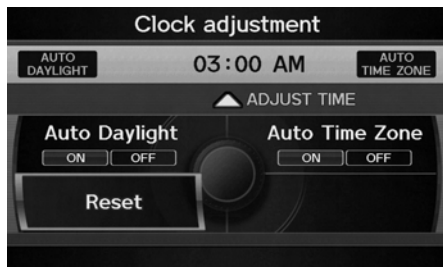 Clock adjustment
AUTO DAYLIGHT
03:00 AM
AUTO TIME ZONE
ADJUST TIME
Auto Daylight
ON OFF
Auto Time Zone
ON OFF
Reset